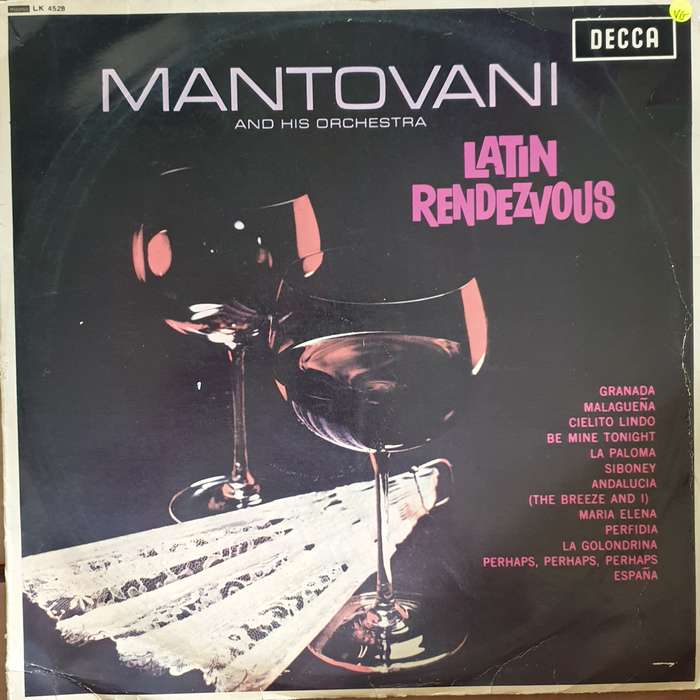 LK 4528
VG
DECCA
MANTOVANI
AND HIS ORCHESTRA
LATIN
RENDEZVOUS
GRANADA
MALAGUEÑA
CIELITO LINDO
BE MINE TONIGHT
LA PALOMA
SIBONEY
ANDALUCIA
(THE BREEZE AND I)
MARIA ELENA
PERFIDIA
LA GOLONDRINA
PERHAPS, PERHAPS, PERHAPS
ESPAÑA